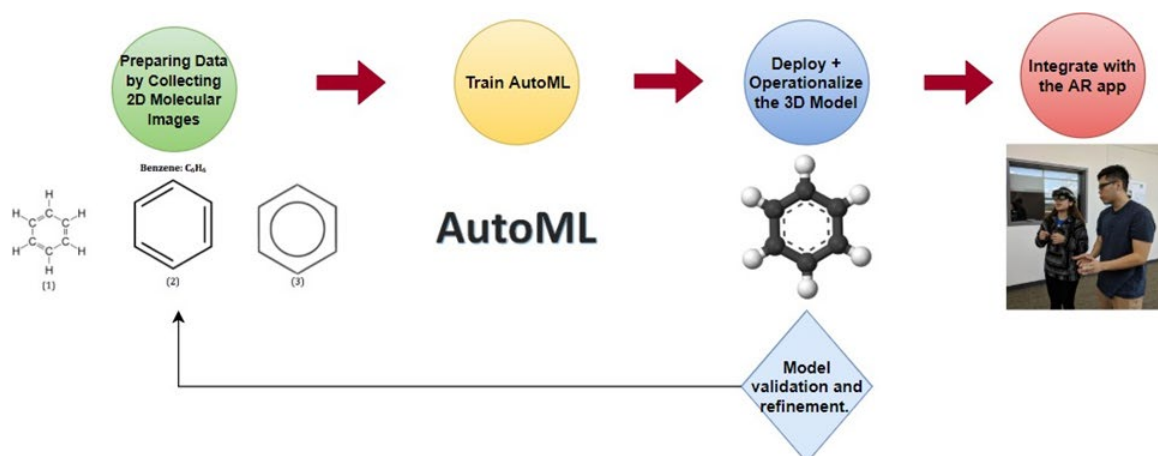 Preparing Data
by Collecting
2D Molecular
Images
Train AutoML
Deploy +
Operationalize
the 3D Model
Integrate with
the AR app
Benzene: C₆H₆
H
H
H
C
C
C
C
C
C
H
H
H
(1)
(2)
(3)
AutoML
Model
validation and
refinement.